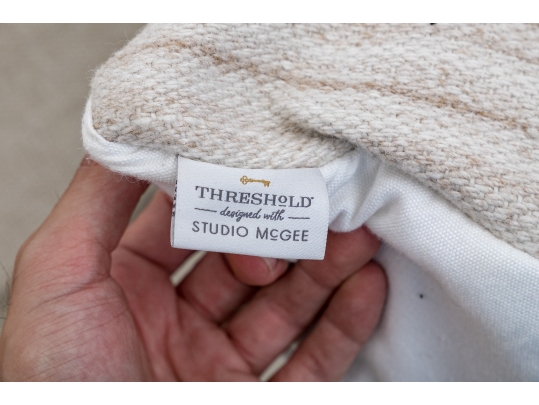 THRESHOLD
designed with
STUDIO McGEE